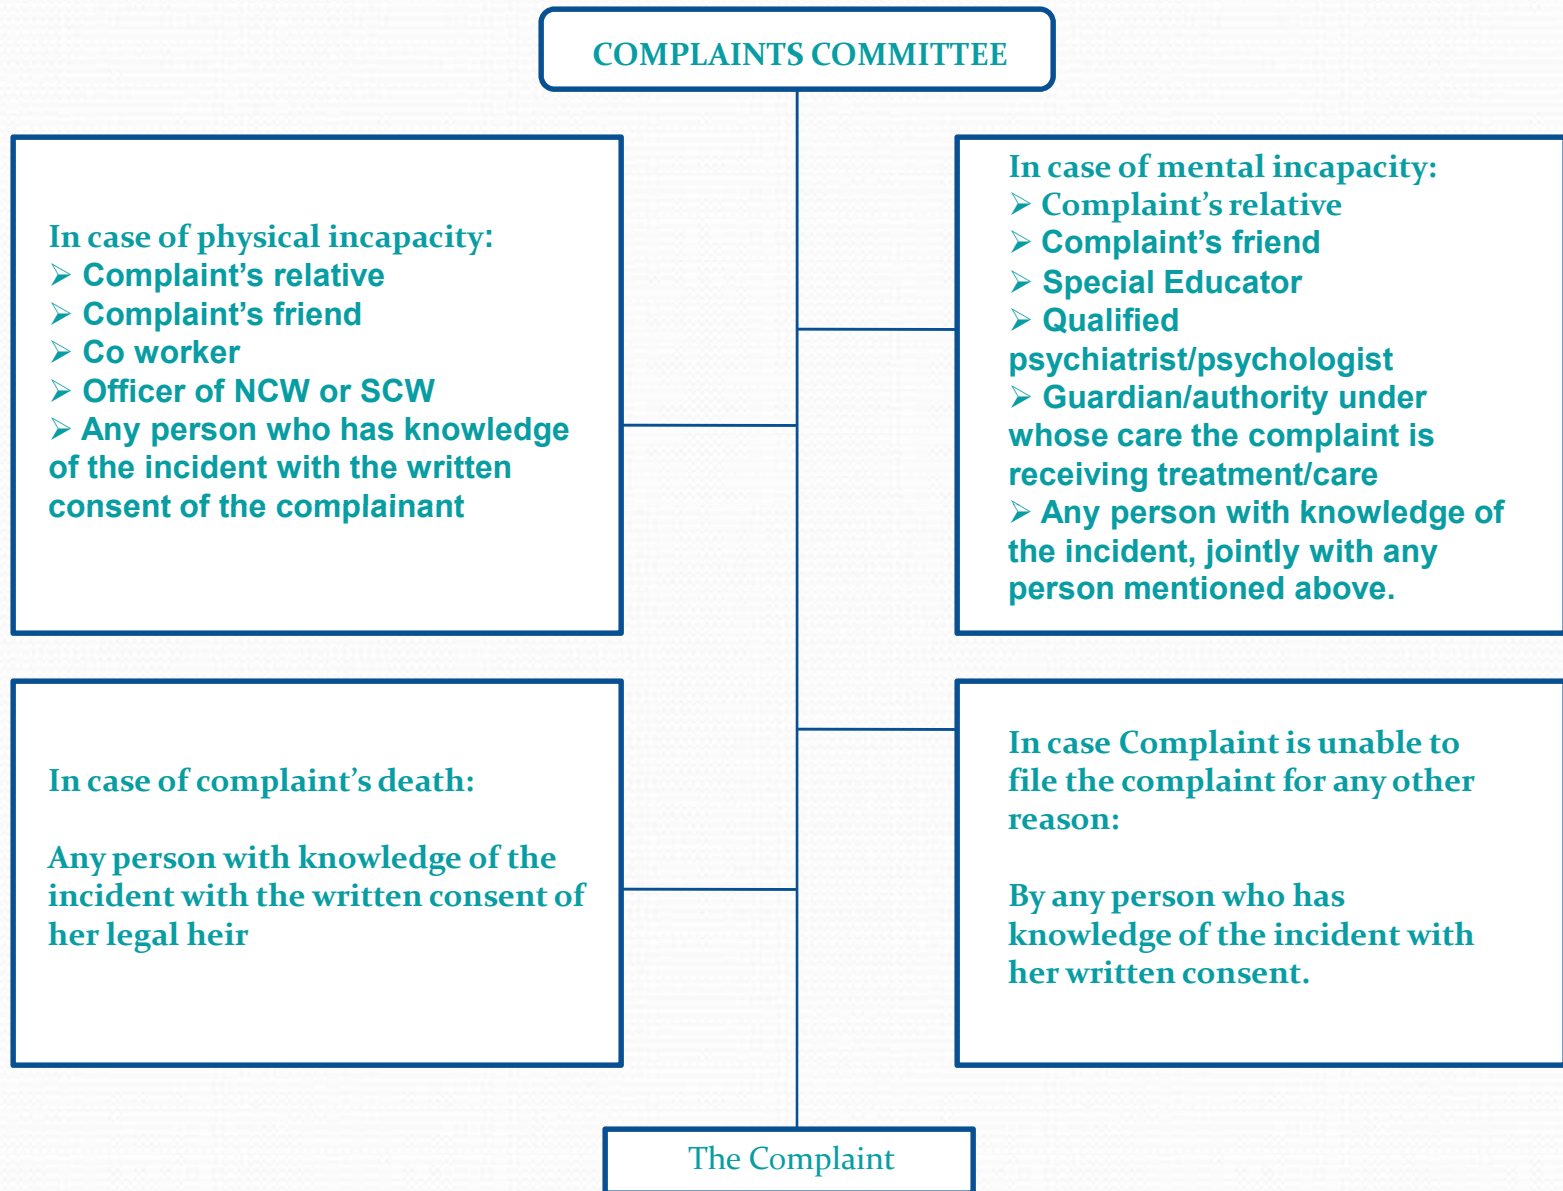 COMPLAINTS COMMITTEE
In case of physical incapacity:
➢ Complaint’s relative
➢ Complaint’s friend
➢ Co worker
➢ Officer of NCW or SCW
➢ Any person who has knowledge
of the incident with the written
consent of the complainant
In case of mental incapacity:
➢ Complaint’s relative
➢ Complaint’s friend
➢ Special Educator
➢ Qualified
psychiatrist/psychologist
➢ Guardian/authority under
whose care the complaint is
receiving treatment/care
➢ Any person with knowledge of
the incident, jointly with any
person mentioned above.
In case of complaint’s death:
Any person with knowledge of the
incident with the written consent of
her legal heir
In case Complaint is unable to
file the complaint for any other
reason:
By any person who has
knowledge of the incident with
her written consent.
The Complaint